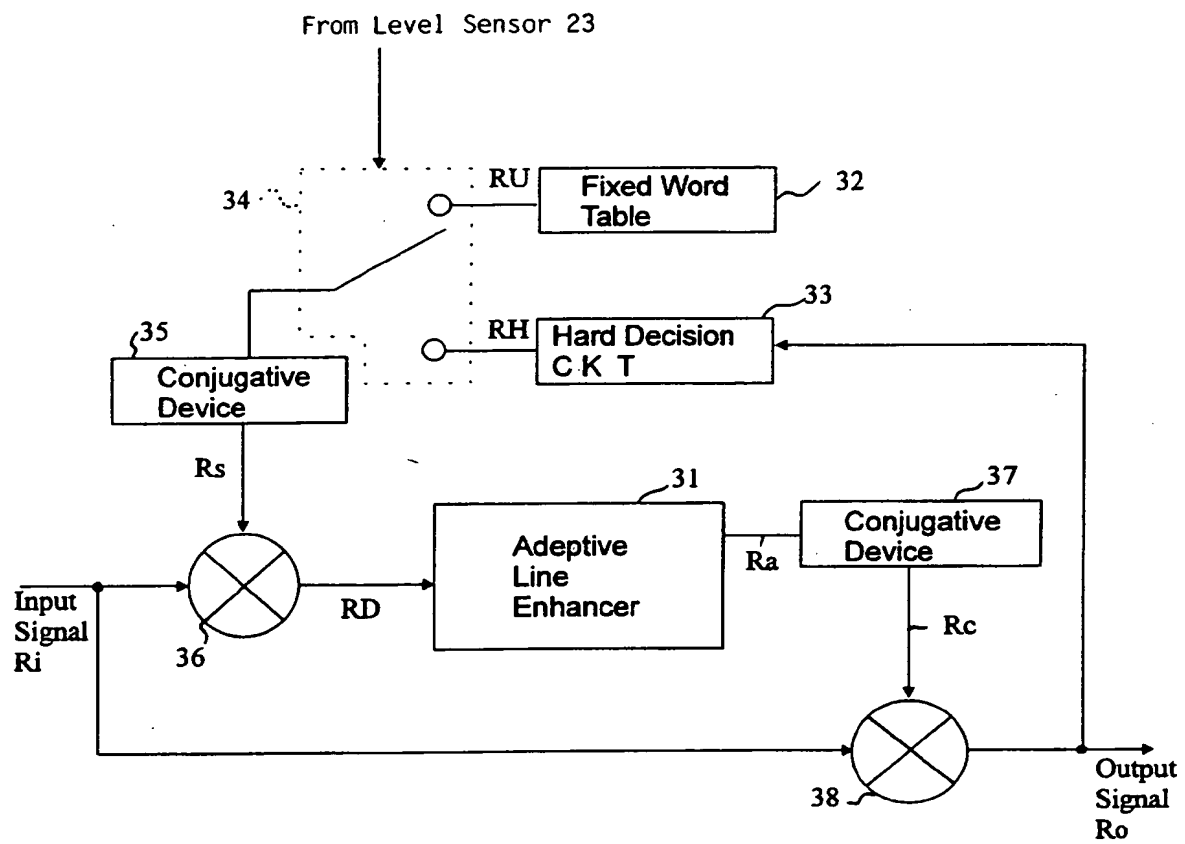 From Level Sensor 23
34
RU
Fixed Word
Table
32
RH
Hard Decision
C K T
33
35
Conjugative
Device
Rs
31
Adeptive
Line
Enhancer
Ra
37
Conjugative
Device
Input
Signal
Ri
36
RD
Rc
38
Output
Signal
Ro